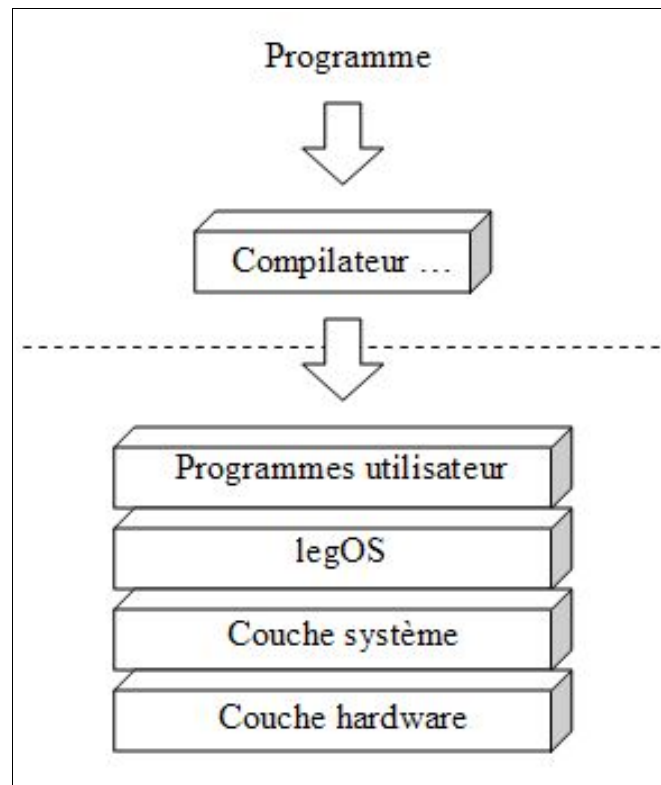 Programme
Compilateur …
Programmes utilisateur
legOS
Couche système
Couche hardware